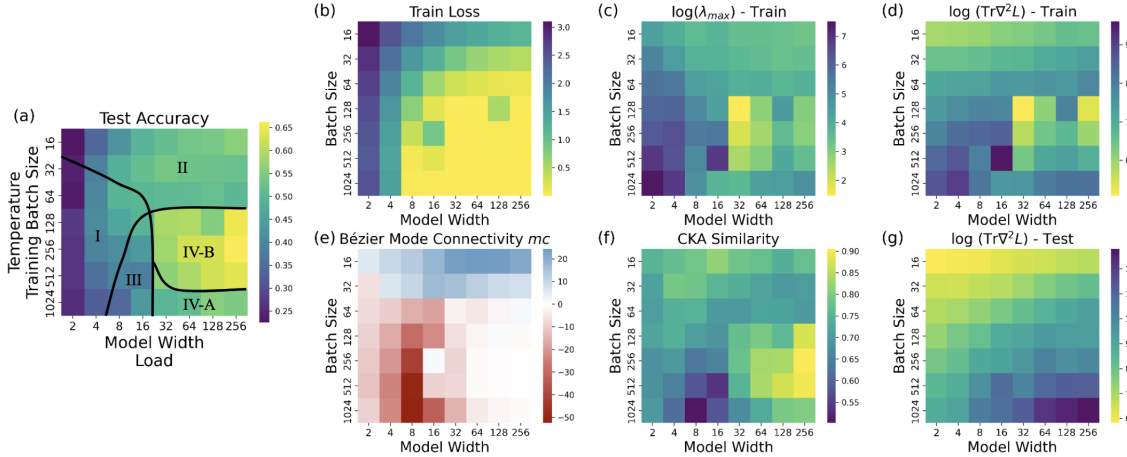 (a)
Test Accuracy
Temperature
Training Batch Size
16
32
64
128
256
512
1024
I
II
III
IV-B
IV-A
2 4 8 16 32 64 128 256
Model Width
Load
0.65
0.60
0.55
0.50
0.45
0.40
0.35
0.30
0.25
(b)
Train Loss
Batch Size
16
32
64
128
256
512
1024
2 4 8 16 32 64 128 256
Model Width
3.0
2.5
2.0
1.5
1.0
0.5
(c)
log(λmax) - Train
Batch Size
16
32
64
128
256
512
1024
2 4 8 16 32 64 128 256
Model Width
7
6
5
4
3
2
(d)
log (Tr∇²L) - Train
Batch Size
16
32
64
128
256
512
1024
2 4 8 16 32 64 128 256
Model Width
(e)
Bézier Mode Connectivity mc
Batch Size
16
32
64
128
256
512
1024
2 4 8 16 32 64 128 256
Model Width
20
10
0
−10
−20
−30
−40
−50
(f)
CKA Similarity
Batch Size
16
32
64
128
256
512
1024
2 4 8 16 32 64 128 256
Model Width
0.90
0.85
0.80
0.75
0.70
0.65
0.60
0.55
(g)
log (Tr∇²L) - Test
Batch Size
16
32
64
128
256
512
1024
2 4 8 16 32 64 128 256
Model Width